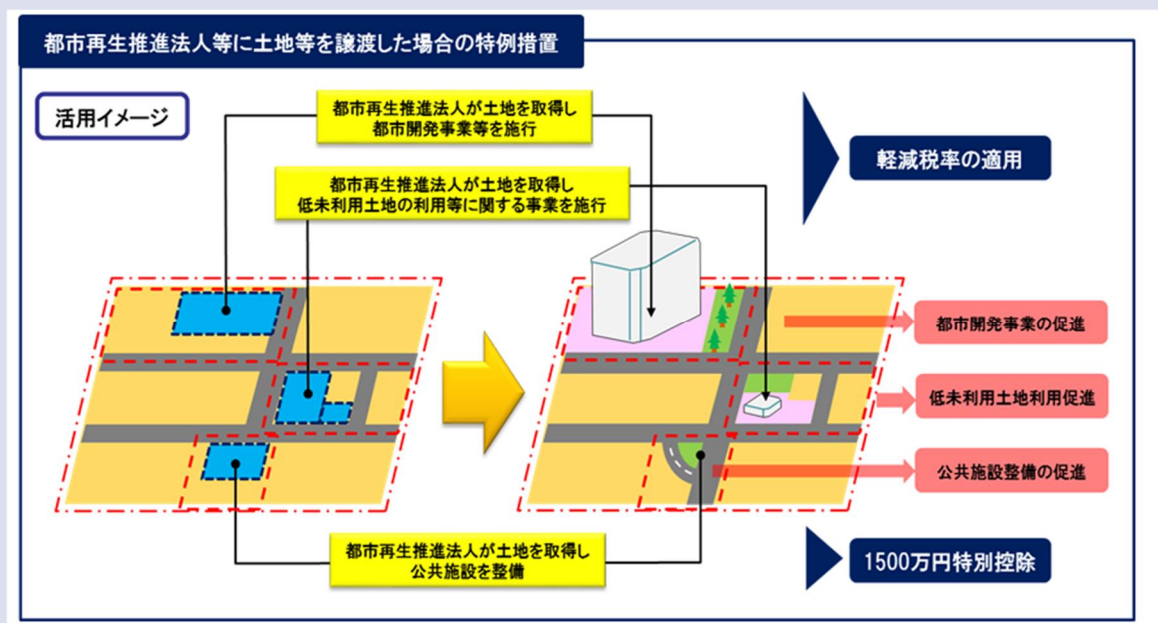 都市再生推進法人等に土地等を譲渡した場合の特例措置
活用イメージ
都市再生推進法人が土地を取得し
都市開発事業等を施行
軽減税率の適用
都市再生推進法人が土地を取得し
低未利用土地の利用等に関する事業を施行
都市開発事業の促進
低未利用土地利用促進
公共施設整備の促進
都市再生推進法人が土地を取得し
公共施設を整備
1500万円特別控除